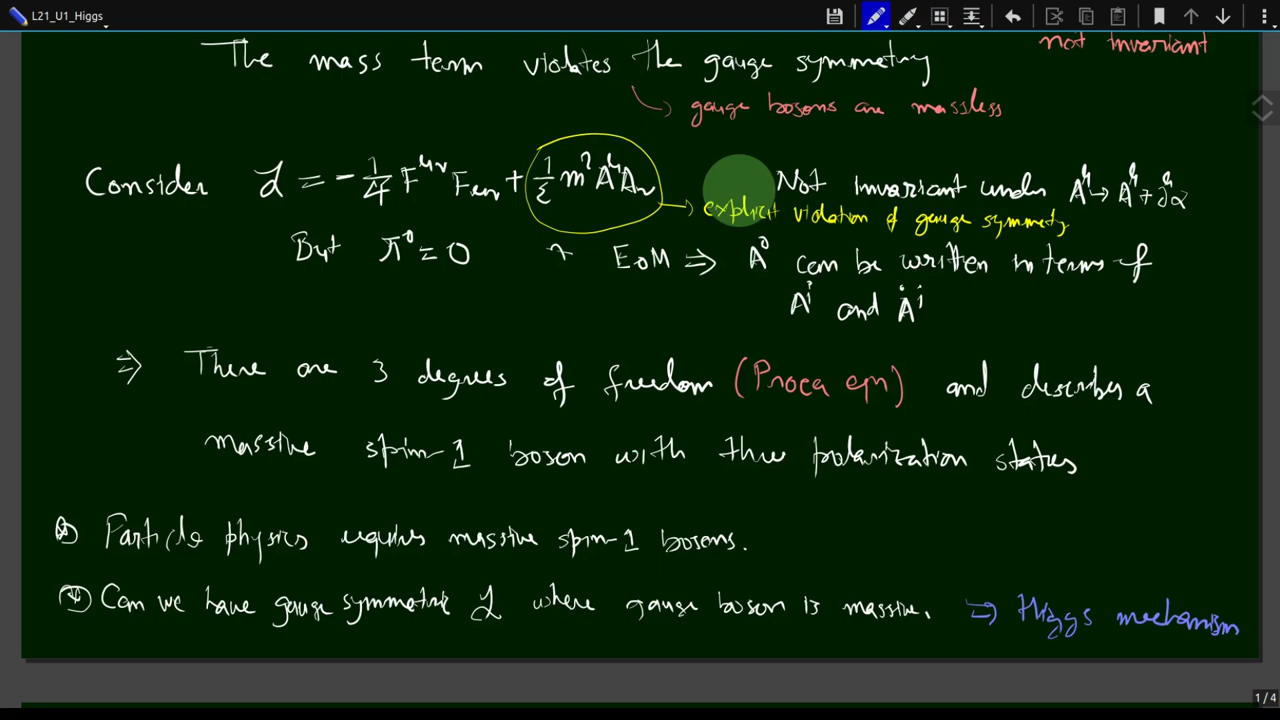 L21_U1_Higgs
not invariant
The mass term violates the gauge symmetry
↳ gauge bosons are massless
Consider ℒ = -1/4 F^{μν} F_{μν} + 1/2 m² A^μ A_μ Not invariant under A^μ → A^μ + ∂^μ α
→ explicit violation of gauge symmetry
But π⁰ = 0 EoM ⇒ A⁰ can be written in terms of
A^i and Ȧ^i
⇒ There are 3 degrees of freedom (Proca eqn) and describes a
massive spin-1 boson with three polarization states
Particle physics requires massive spin-1 bosons.
Can we have gauge symmetric ℒ where gauge boson is massive. ⇒ Higgs mechanism
1/4